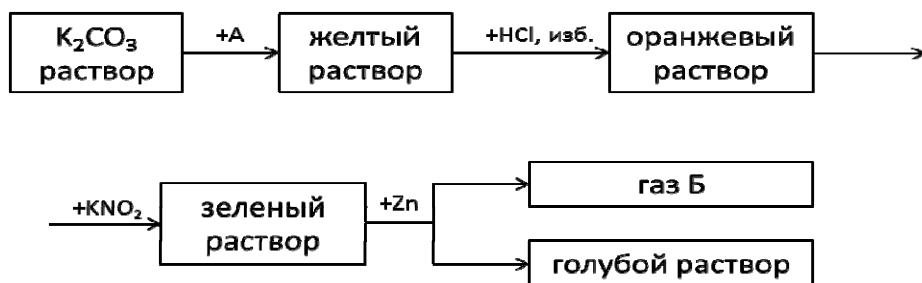 K₂CO₃
раствор
+А
желтый
раствор
+HCl, изб.
оранжевый
раствор
+KNO₂
зеленый
раствор
+Zn
газ Б
голубой раствор